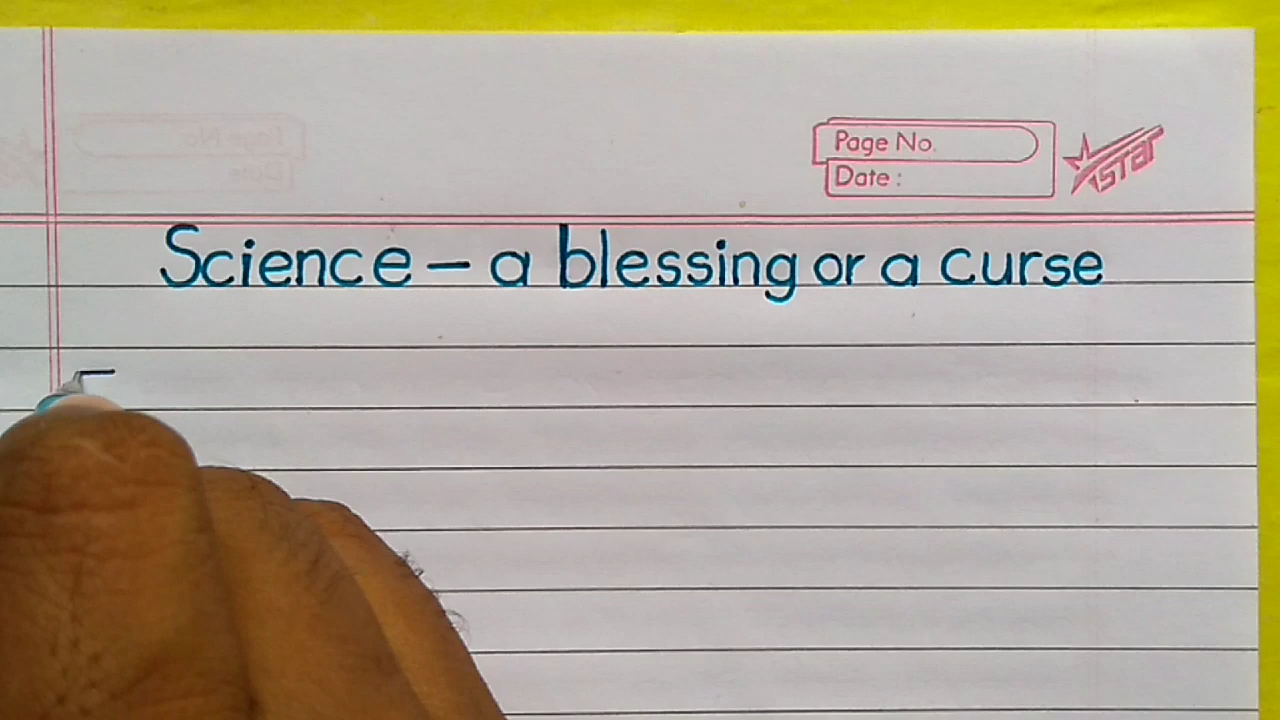 Page No.
Date :
Star
Science – a blessing or a curse